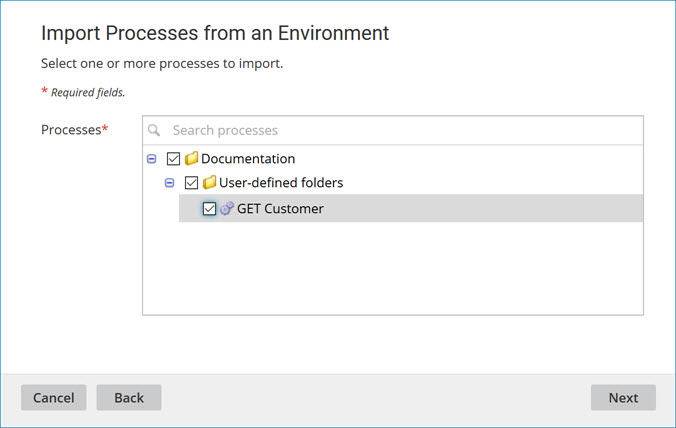 Import Processes from an Environment
Select one or more processes to import.
* Required fields.
Processes*
Search processes
Documentation
User-defined folders
GET Customer
Cancel Back Next